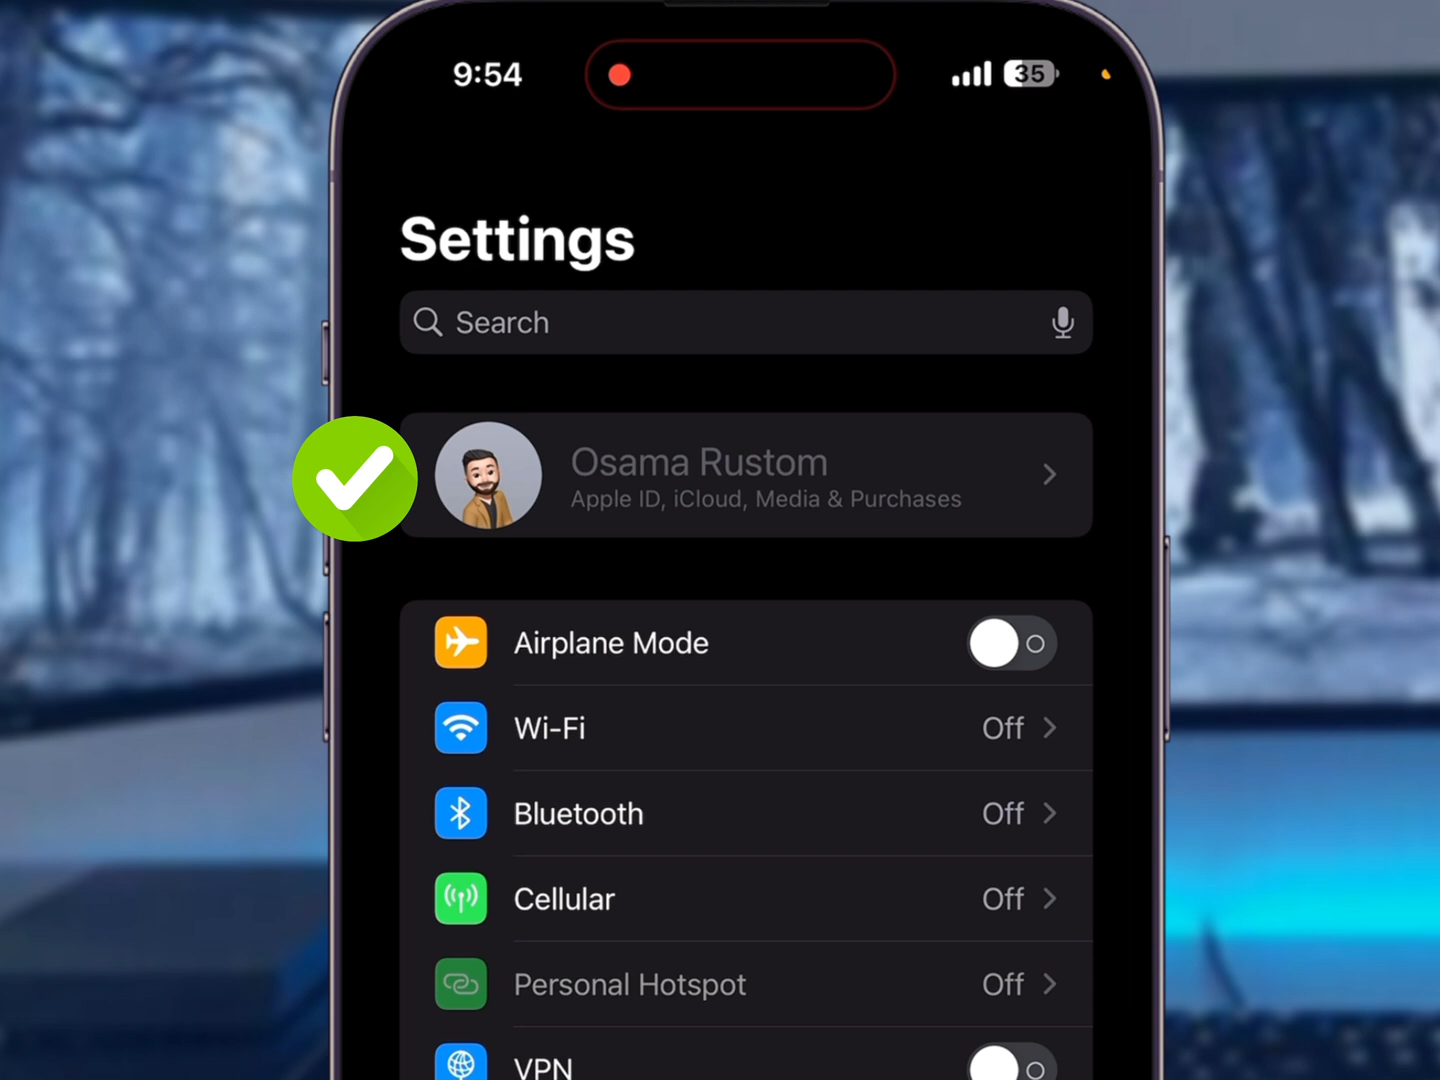 9:54
35
Settings
Search
Osama Rustom
Apple ID, iCloud, Media & Purchases
Airplane Mode
Wi-Fi Off
Bluetooth Off
Cellular Off
Personal Hotspot Off
VPN